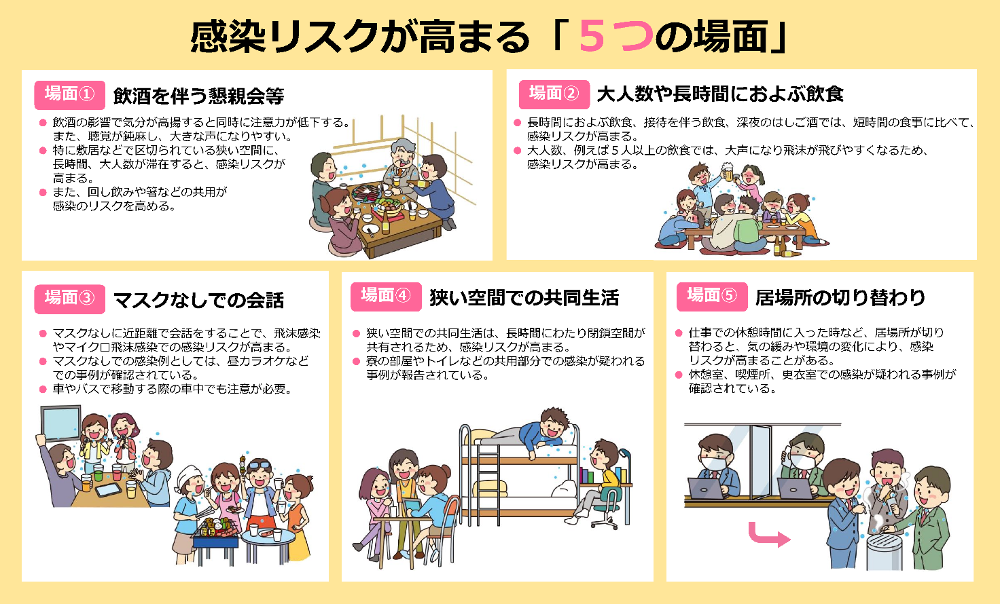 感染リスクが高まる「５つの場面」
場面① 飲酒を伴う懇親会等
● 飲酒の影響で気分が高揚すると同時に注意力が低下する。
また、聴覚が鈍麻し、大きな声になりやすい。
● 特に敷居などで区切られている狭い空間に、
長時間、大人数が滞在すると、感染リスクが
高まる。
● また、回し飲みや箸などの共用が
感染のリスクを高める。
場面② 大人数や長時間におよぶ飲食
● 長時間におよぶ飲食、接待を伴う飲食、深夜のはしご酒では、短時間の食事に比べて、
感染リスクが高まる。
● 大人数、例えば５人以上の飲食では、大声になり飛沫が飛びやすくなるため、
感染リスクが高まる。
場面③ マスクなしでの会話
● マスクなしに近距離で会話をすることで、飛沫感染
やマイクロ飛沫感染での感染リスクが高まる。
● マスクなしでの感染例としては、昼カラオケなど
での事例が確認されている。
● 車やバスで移動する際の車中でも注意が必要。
場面④ 狭い空間での共同生活
● 狭い空間での共同生活は、長時間にわたり閉鎖空間が
共有されるため、感染リスクが高まる。
● 寮の部屋やトイレなどの共用部分での感染が疑われる
事例が報告されている。
場面⑤ 居場所の切り替わり
● 仕事での休憩時間に入った時など、居場所が切り
替わると、気の緩みや環境の変化により、感染
リスクが高まることがある。
● 休憩室、喫煙所、更衣室での感染が疑われる事例が
確認されている。